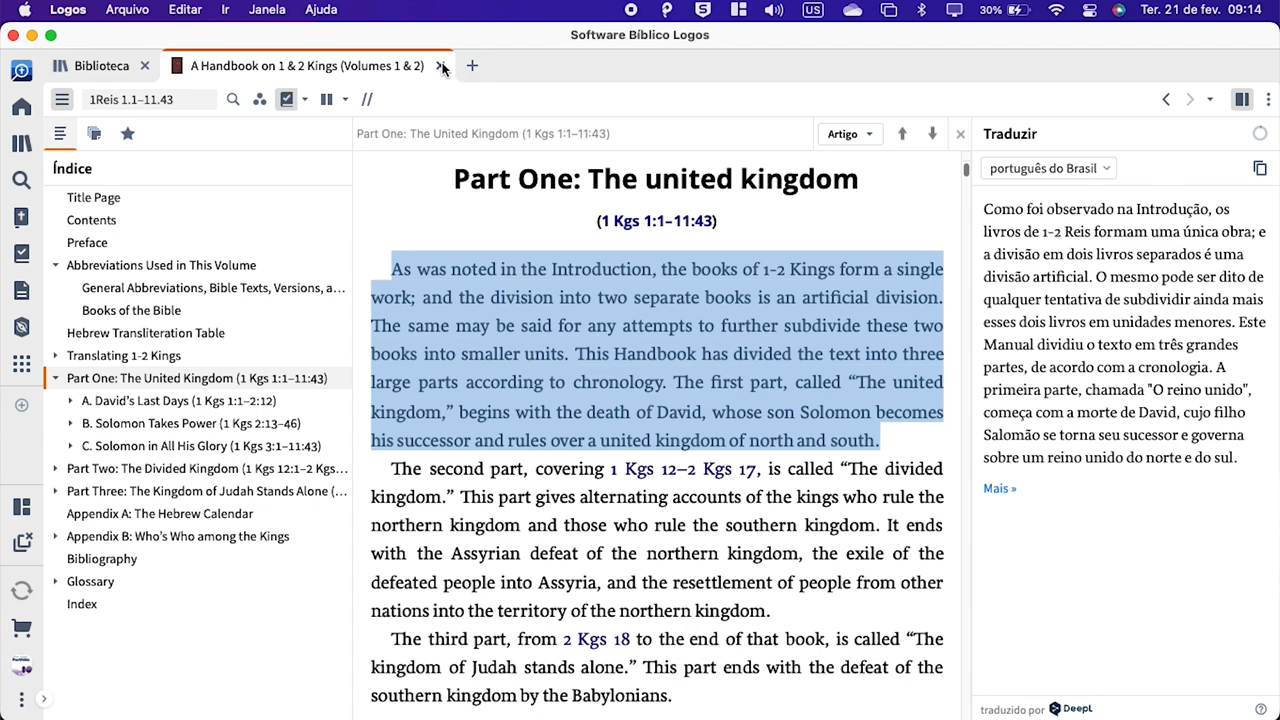 Logos Arquivo Editar Ir Janela Ajuda
US 30% Ter. 21 de fev. 09:14
Software Bíblico Logos
Biblioteca
A Handbook on 1 & 2 Kings (Volumes 1 & 2)
1Reis 1.1–11.43
Part One: The United Kingdom (1 Kgs 1:1–11:43)
Artigo
Índice
Title Page
Contents
Preface
Abbreviations Used in This Volume
General Abbreviations, Bible Texts, Versions, a…
Books of the Bible
Hebrew Transliteration Table
Translating 1-2 Kings
Part One: The United Kingdom (1 Kgs 1:1–11:43)
A. David’s Last Days (1 Kgs 1:1–2:12)
B. Solomon Takes Power (1 Kgs 2:13–46)
C. Solomon in All His Glory (1 Kgs 3:1–11:43)
Part Two: The Divided Kingdom (1 Kgs 12:1–2 Kgs…
Part Three: The Kingdom of Judah Stands Alone (…
Appendix A: The Hebrew Calendar
Appendix B: Who’s Who among the Kings
Bibliography
Glossary
Index
Part One: The united kingdom
(1 Kgs 1:1–11:43)
As was noted in the Introduction, the books of 1-2 Kings form a single
work; and the division into two separate books is an artificial division.
The same may be said for any attempts to further subdivide these two
books into smaller units. This Handbook has divided the text into three
large parts according to chronology. The first part, called “The united
kingdom,” begins with the death of David, whose son Solomon becomes
his successor and rules over a united kingdom of north and south.
The second part, covering 1 Kgs 12–2 Kgs 17, is called “The divided
kingdom.” This part gives alternating accounts of the kings who rule the
northern kingdom and those who rule the southern kingdom. It ends
with the Assyrian defeat of the northern kingdom, the exile of the
defeated people into Assyria, and the resettlement of people from other
nations into the territory of the northern kingdom.
The third part, from 2 Kgs 18 to the end of that book, is called “The
kingdom of Judah stands alone.” This part ends with the defeat of the
southern kingdom by the Babylonians.
Traduzir
português do Brasil
Como foi observado na Introdução, os
livros de 1-2 Reis formam uma única obra; e
a divisão em dois livros separados é uma
divisão artificial. O mesmo pode ser dito de
qualquer tentativa de subdividir ainda mais
esses dois livros em unidades menores. Este
Manual dividiu o texto em três grandes
partes, de acordo com a cronologia. A
primeira parte, chamada "O reino unido",
começa com a morte de David, cujo filho
Salomão se torna seu sucessor e governa
sobre um reino unido do norte e do sul.
Mais »
traduzido por DeepL